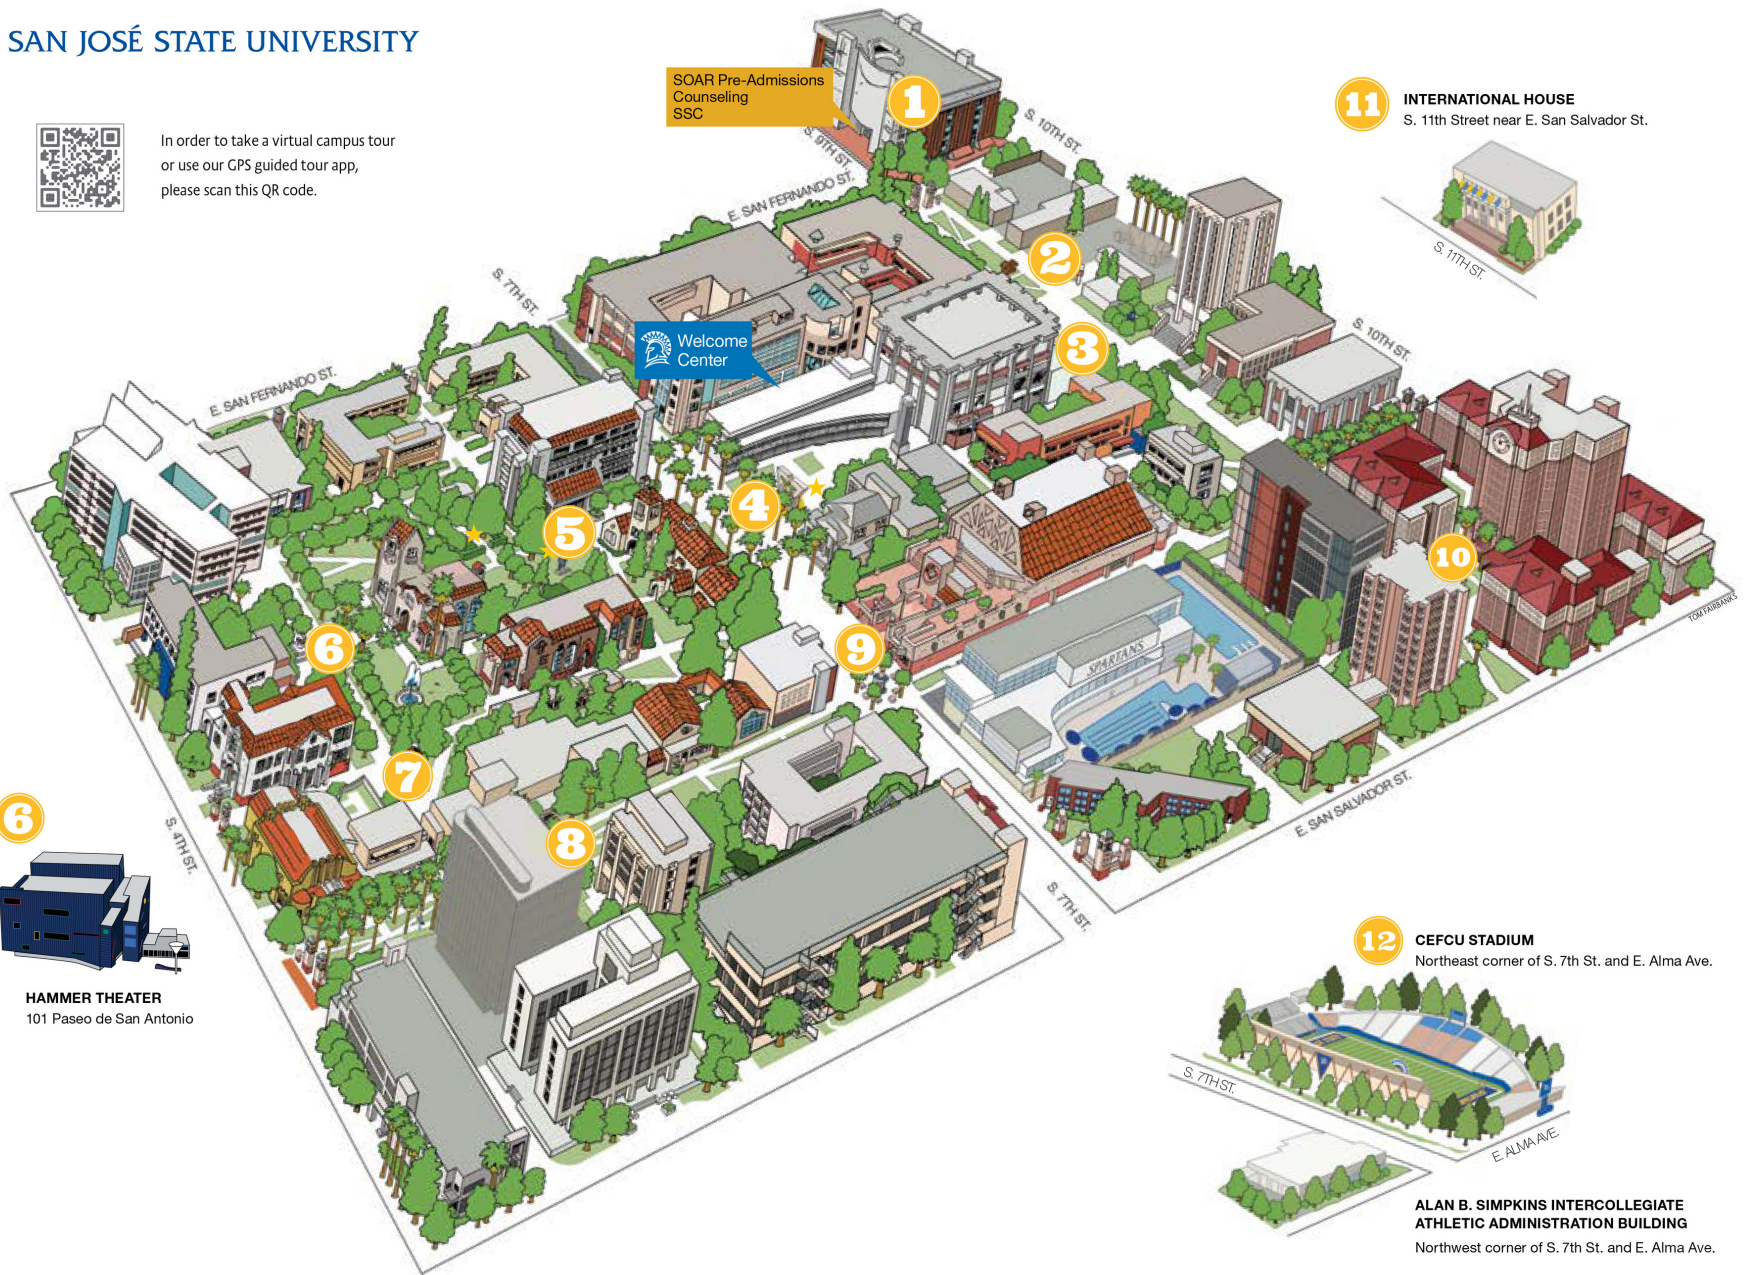 SAN JOSÉ STATE UNIVERSITY
In order to take a virtual campus tour
or use our GPS guided tour app,
please scan this QR code.
SOAR Pre-Admissions
Counseling
SSC
1
S. 9TH ST.
S. 10TH ST.
E. SAN FERNANDO ST.
11
INTERNATIONAL HOUSE
S. 11th Street near E. San Salvador St.
S. 11TH ST.
2
S. 7TH ST.
Welcome
Center
3
S. 10TH ST.
E. SAN FERNANDO ST.
4
5
10
TOM FAIRBANKS
6
9
SPARTANS
7
E. SAN SALVADOR ST.
6
S. 4TH ST.
8
S. 7TH ST.
HAMMER THEATER
101 Paseo de San Antonio
12
CEFCU STADIUM
Northeast corner of S. 7th St. and E. Alma Ave.
S. 7TH ST.
E. ALMA AVE.
ALAN B. SIMPKINS INTERCOLLEGIATE
ATHLETIC ADMINISTRATION BUILDING
Northwest corner of S. 7th St. and E. Alma Ave.